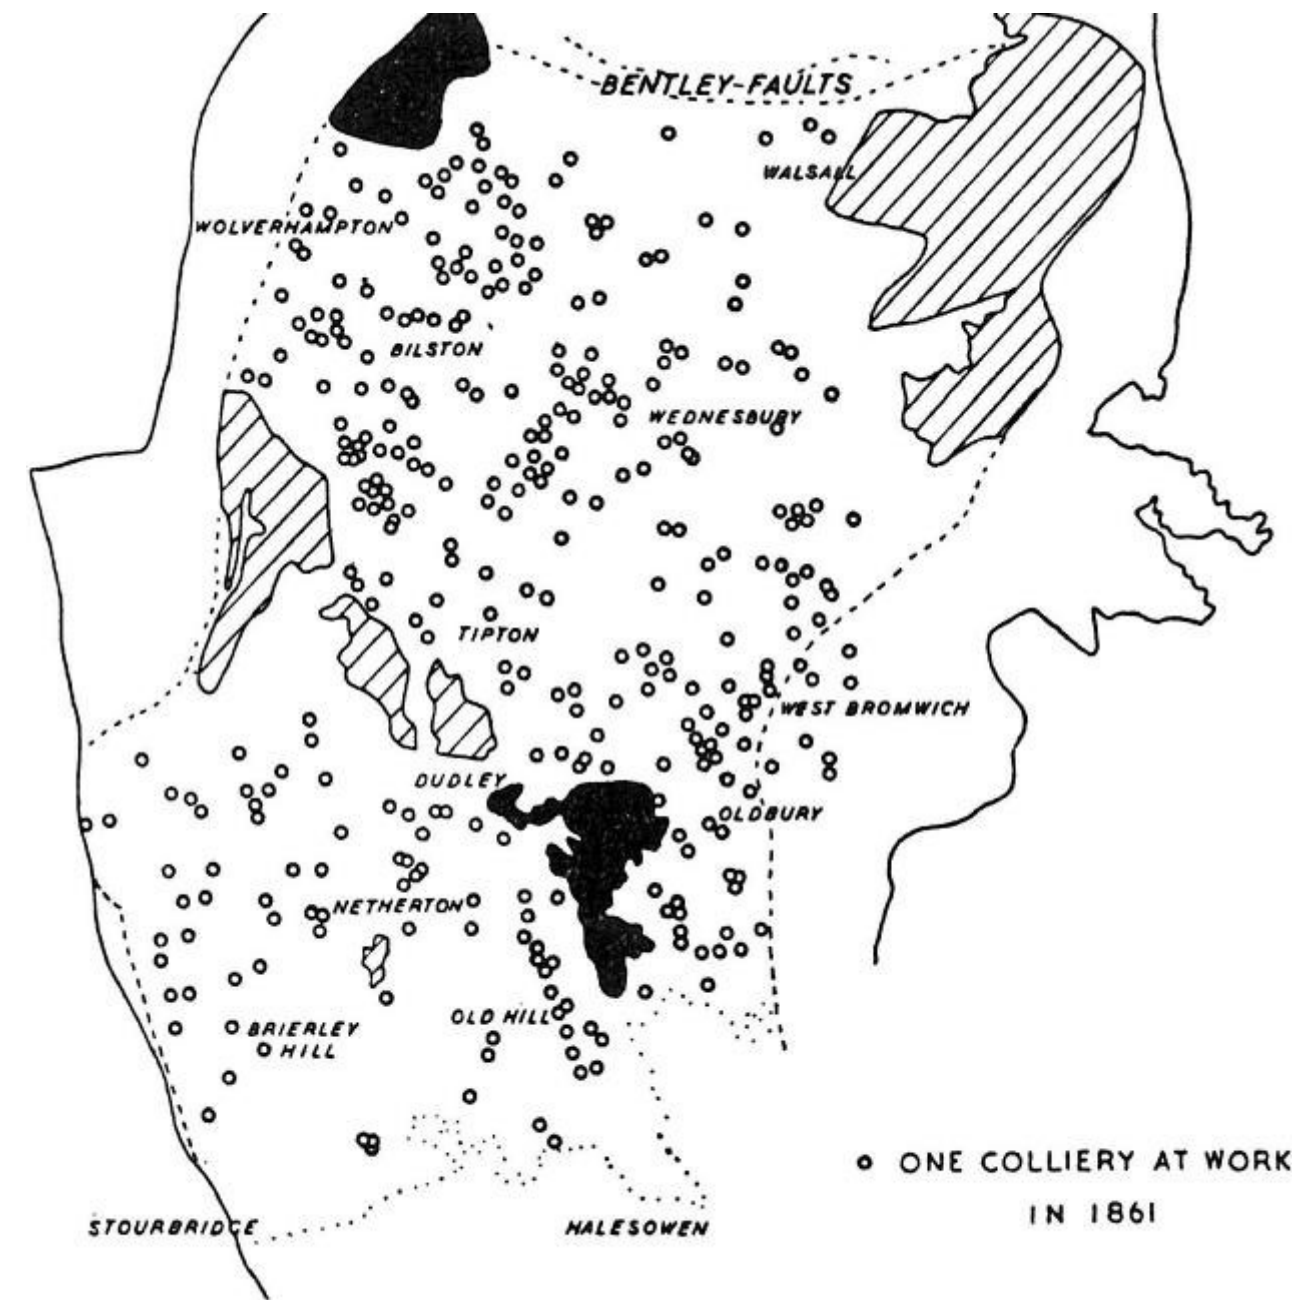 BENTLEY-FAULTS
WALSALL
WOLVERHAMPTON
BILSTON
WEDNESBURY
TIPTON
WEST BROMWICH
DUDLEY
OLDBURY
NETHERTON
OLD HILL
BRIERLEY
HILL
ONE COLLIERY AT WORK
IN 1861
STOURBRIDGE
HALESOWEN